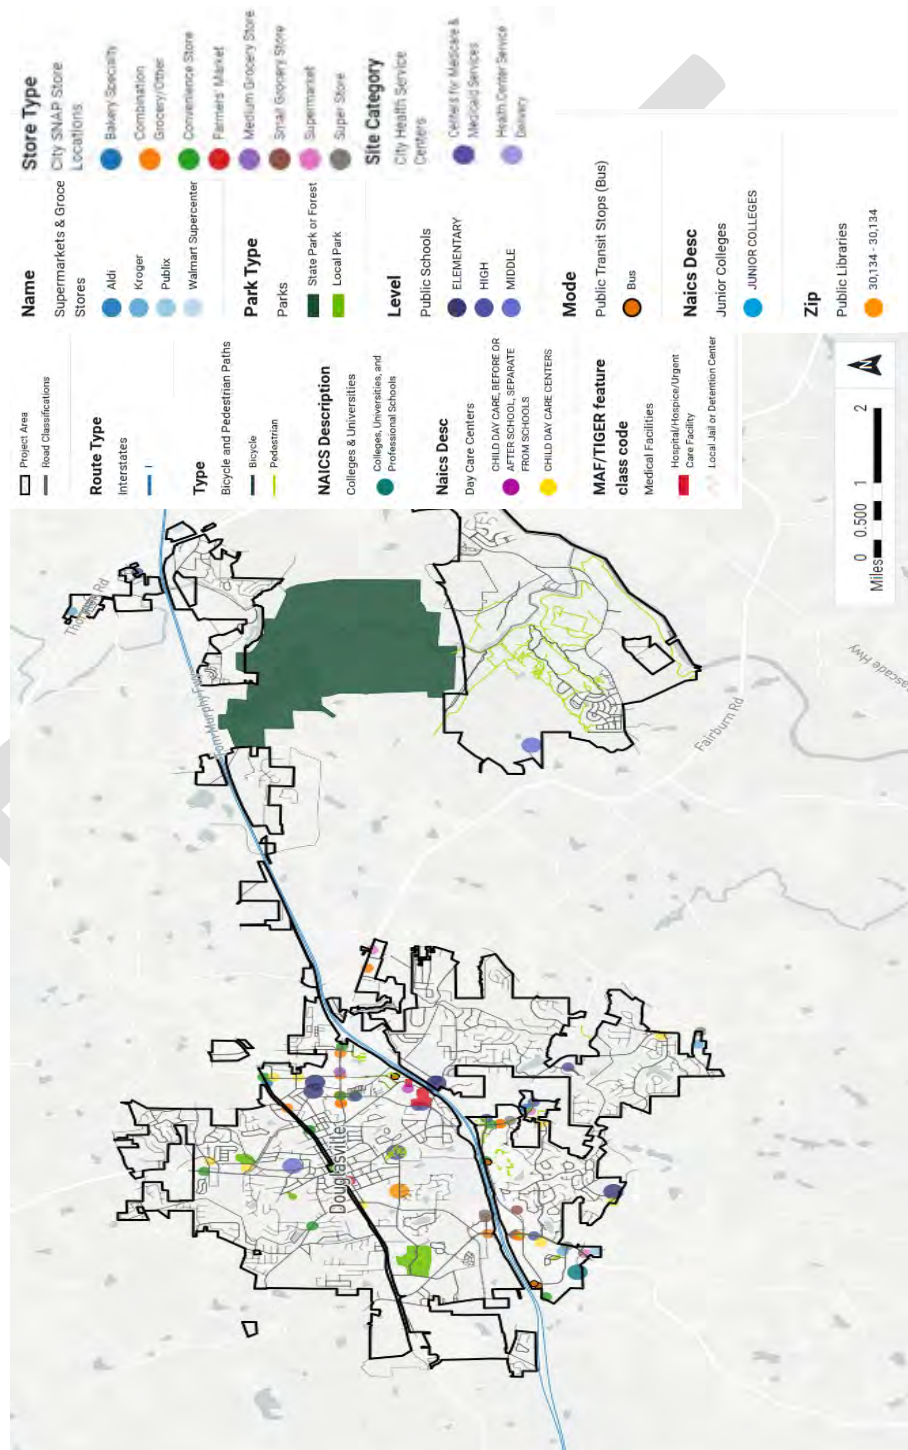 Project Area
Road Classifications
Route Type
Interstates
I
Type
Bicycle and Pedestrian Paths
Bicycle
Pedestrian
NAICS Description
Colleges & Universities
Colleges, Universities, and
Professional Schools
Naics Desc
Day Care Centers
CHILD DAY CARE, BEFORE OR
AFTER SCHOOL, SEPARATE
FROM SCHOOLS
CHILD DAY CARE CENTERS
MAF/TIGER feature
class code
Medical Facilities
Hospital/Hospice/Urgent
Care Facility
Local Jail or Detention Center
Name
Supermarkets & Groce
Stores
Aldi
Kroger
Publix
Walmart Supercenter
Park Type
Parks
State Park or Forest
Local Park
Level
Public Schools
ELEMENTARY
HIGH
MIDDLE
Mode
Public Transit Stops (Bus)
Bus
Naics Desc
Junior Colleges
JUNIOR COLLEGES
Zip
Public Libraries
30,134 - 30,134
Store Type
City SNAP Store
Locations
Bakery Specialty
Combination
Grocery/Other
Convenience Store
Farmers' Market
Medium Grocery Store
Small Grocery Store
Supermarket
Super Store
Site Category
City Health Service
Centers
Centers for Medicare &
Medicaid Services
Health Center Service
Delivery
Douglasville
Rd
Fairburn Rd
Hwy
N
0 0.500 1 2
Miles